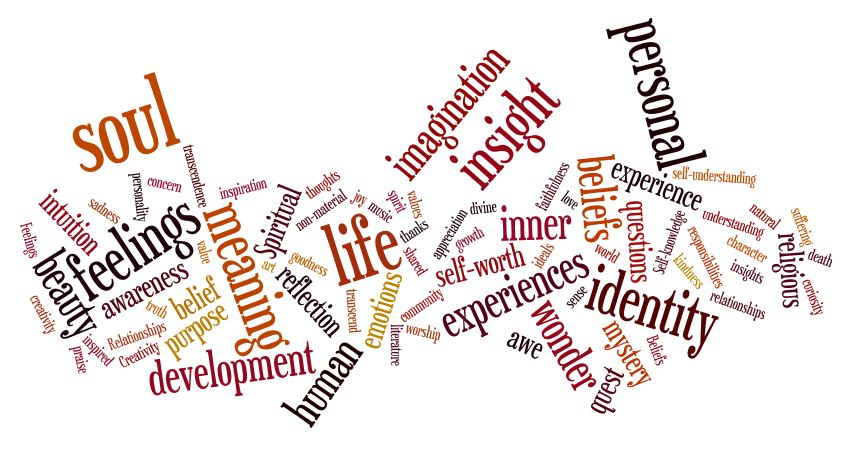 soul
transcendence
personality
concern
inspiration
thoughts
sadness
intuition
Feelings
feelings
beauty
awareness
value
meaning
Spiritual
non-material
joy
music
spirit
values
thanks
shared
life
art
goodness
reflection
belief
purpose
truth
creativity
Relationships
Creativity
inspired
praise
development
human
transcend
emotions
literature
worship
community
imagination
insight
personal
faithfulness
love
divine
appreciation
growth
inner
beliefs
experience
self-understanding
questions
Self-knowledge
understanding
natural
suffering
death
religious
curiosity
character
insights
responsibilities
kindness
relationships
world
ideals
self-worth
experiences
sense
identity
awe
wonder
mystery
Beliefs
quest